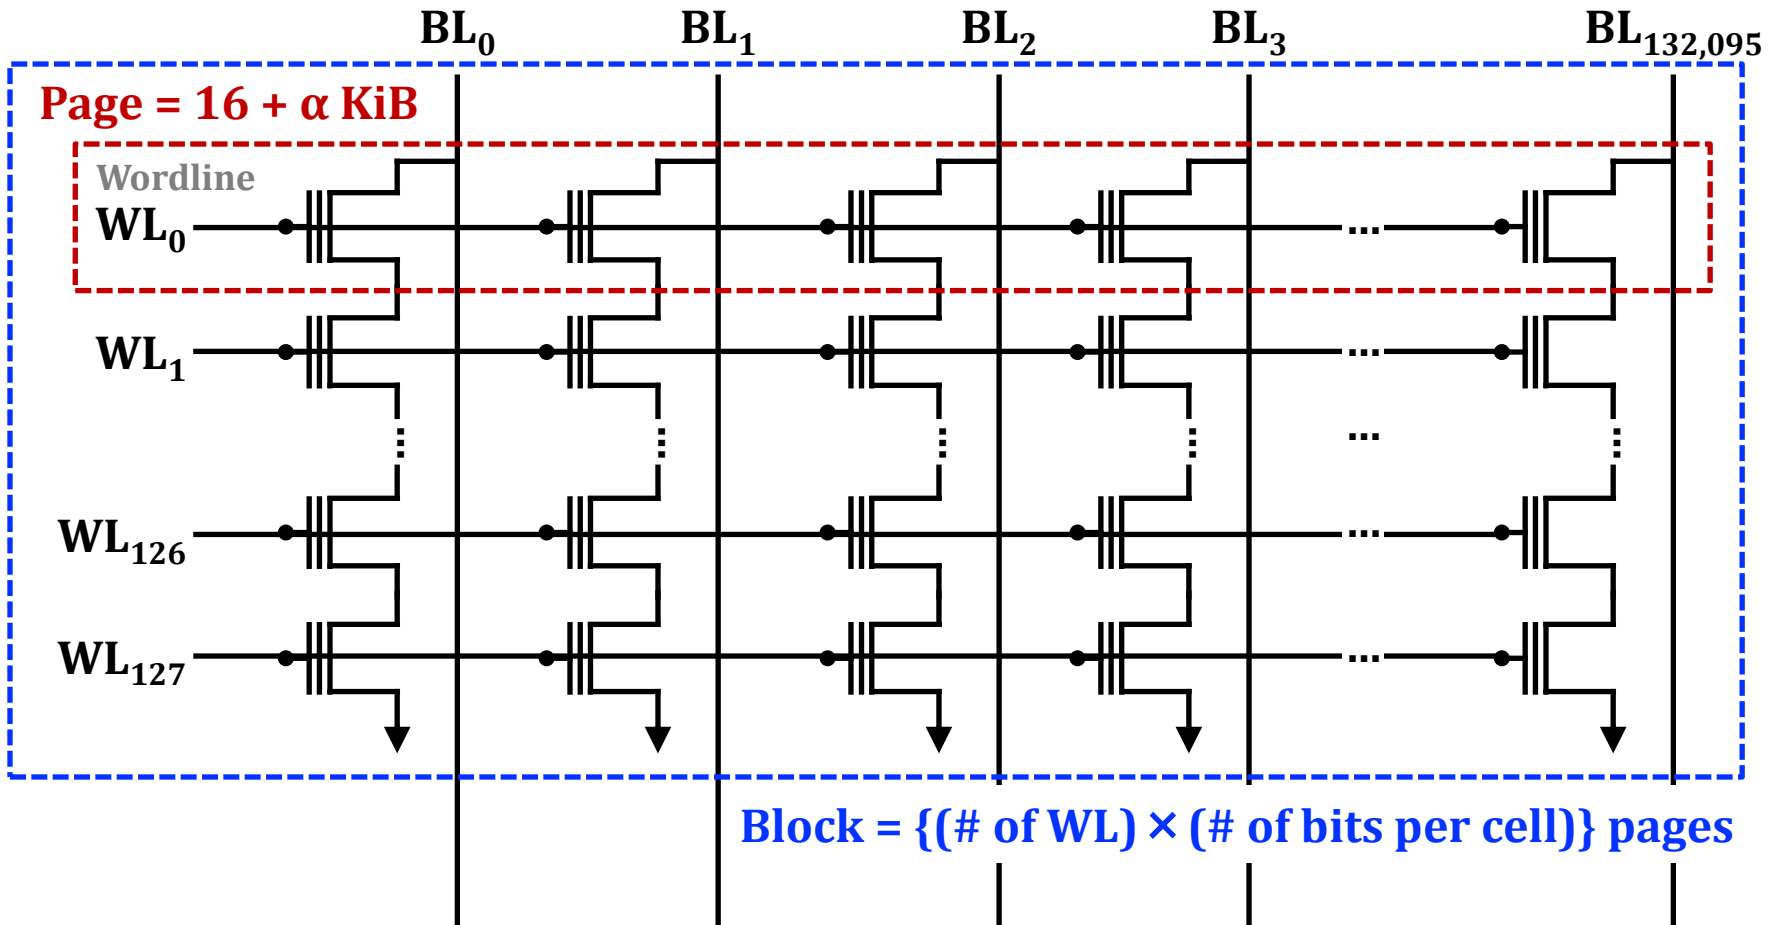 BL0 BL1 BL2 BL3 BL132,095
Page = 16 + α KiB
Wordline
WL0 ...
WL1 ...
...
WL126 ...
WL127 ...
Block = {(# of WL) × (# of bits per cell)} pages